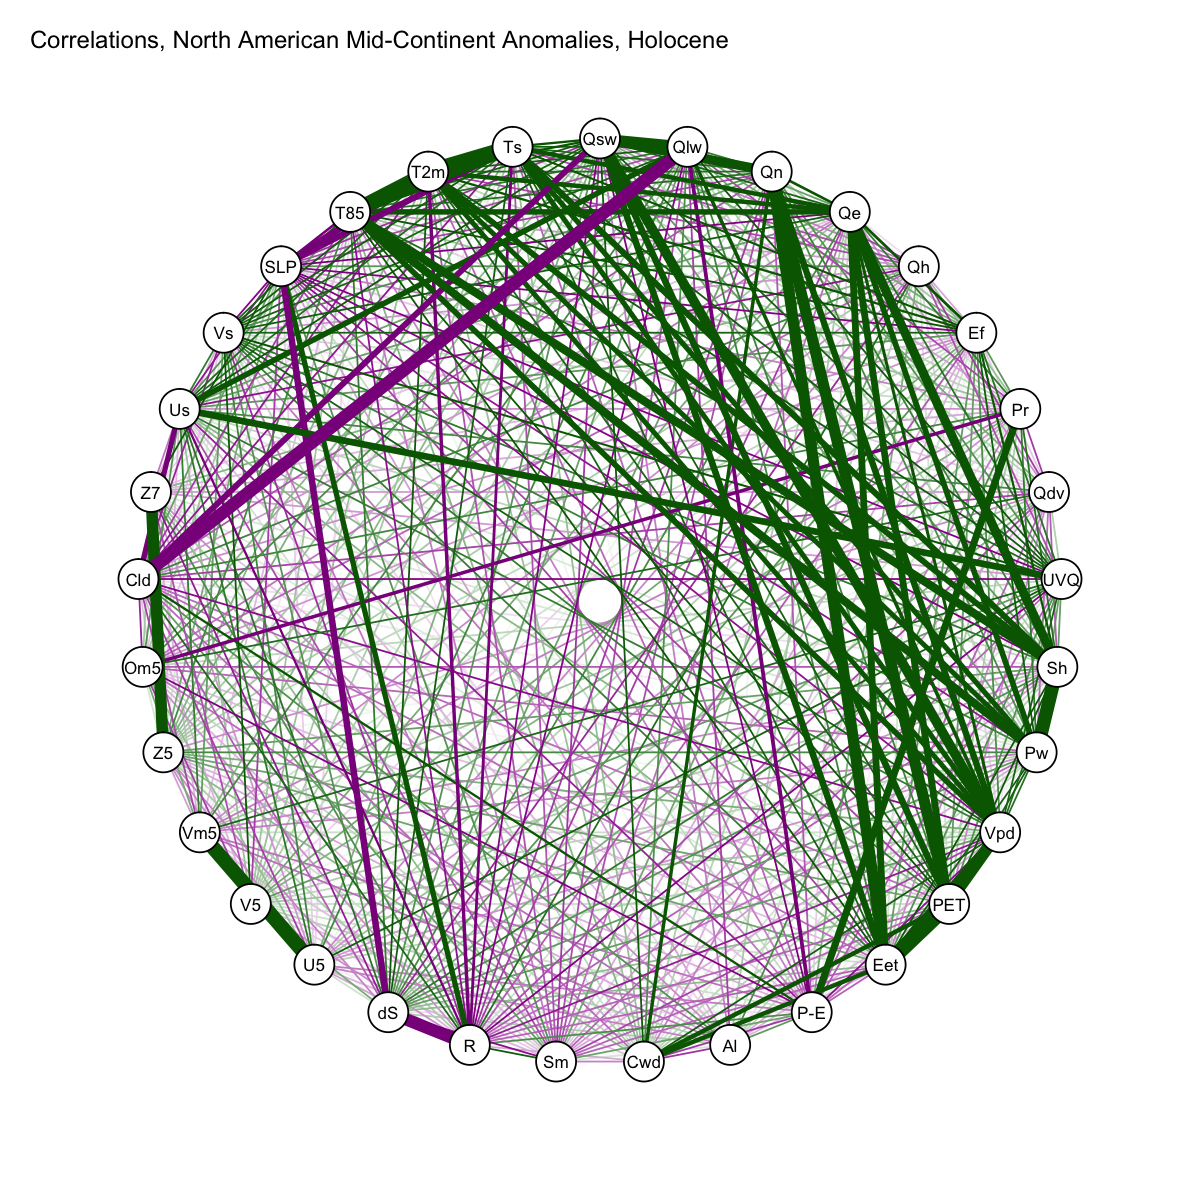 Correlations, North American Mid-Continent Anomalies, Holocene
Qsw
Qlw
Qn
Qe
Qh
Ef
Pr
Qdv
UVQ
Sh
Pw
Vpd
PET
Eet
P-E
Al
Cwd
Sm
R
dS
U5
V5
Vm5
Z5
Om5
Cld
Z7
Us
Vs
SLP
T85
T2m
Ts